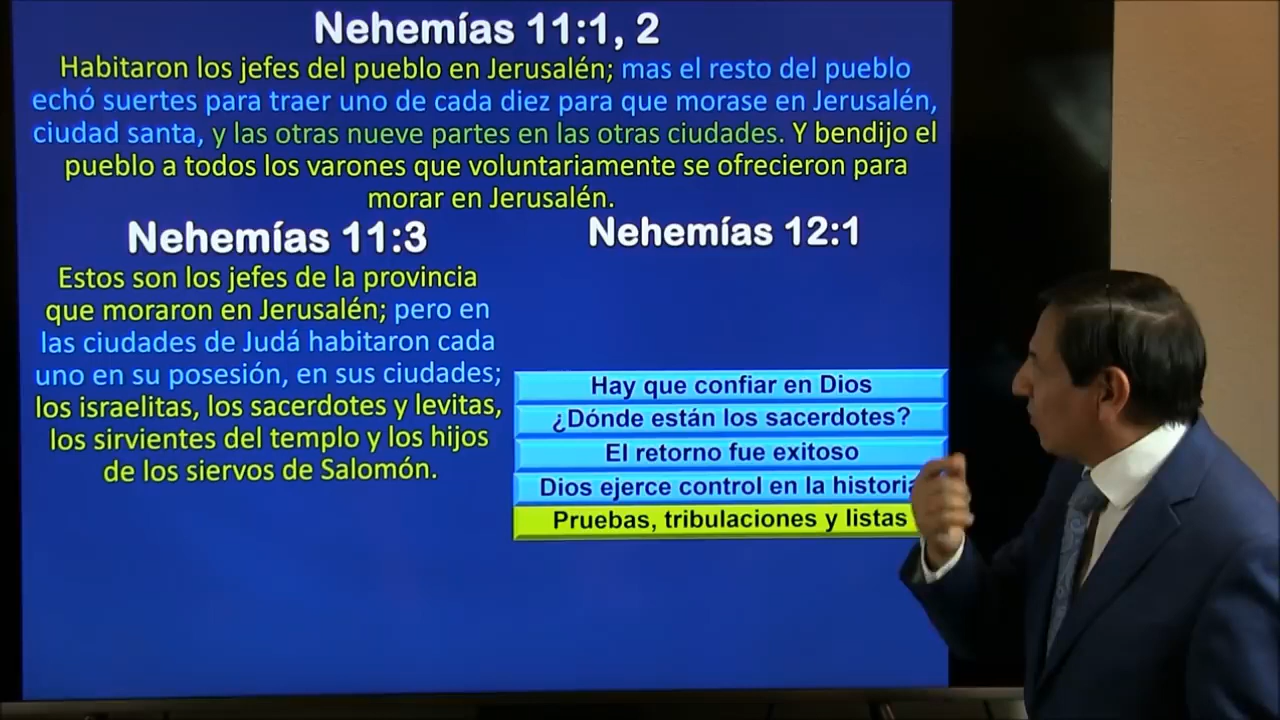 Nehemías 11:1, 2
Habitaron los jefes del pueblo en Jerusalén; mas el resto del pueblo
echó suertes para traer uno de cada diez para que morase en Jerusalén,
ciudad santa, y las otras nueve partes en las otras ciudades. Y bendijo el
pueblo a todos los varones que voluntariamente se ofrecieron para
morar en Jerusalén.
Nehemías 11:3
Estos son los jefes de la provincia
que moraron en Jerusalén; pero en
las ciudades de Judá habitaron cada
uno en su posesión, en sus ciudades;
los israelitas, los sacerdotes y levitas,
los sirvientes del templo y los hijos
de los siervos de Salomón.
Nehemías 12:1
Hay que confiar en Dios
¿Dónde están los sacerdotes?
El retorno fue exitoso
Dios ejerce control en la historia
Pruebas, tribulaciones y listas